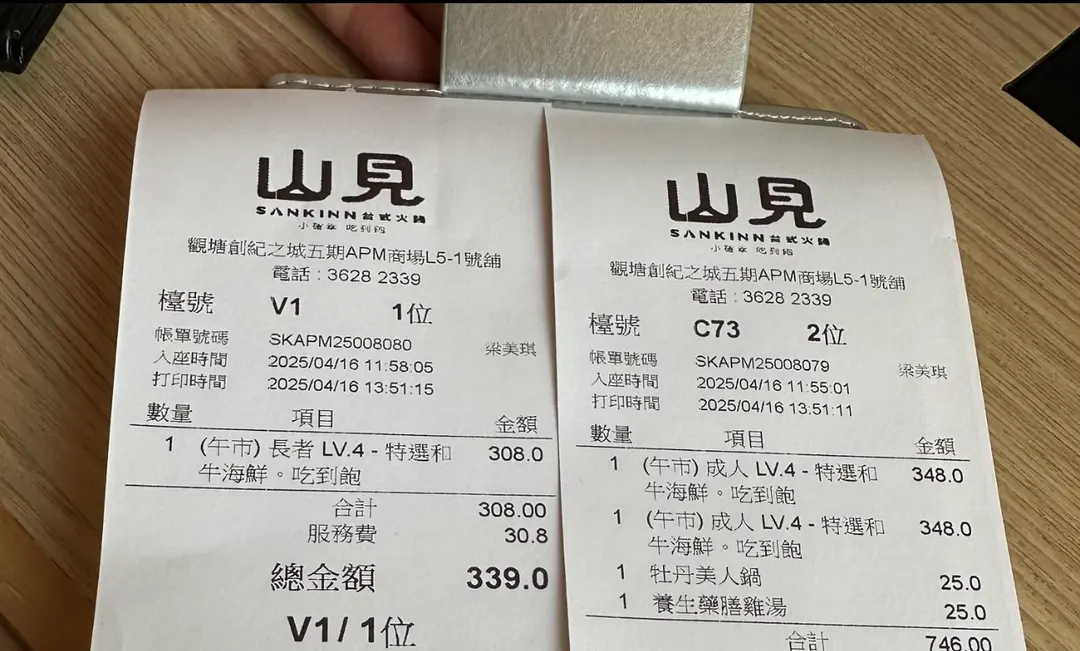 山見
SANKINN 台式火鍋
小確幸 吃到飽
觀塘創紀之城五期APM商場L5-1號舖
電話：3628 2339
檯號 V1 1位
帳單號碼 SKAPM25008080 梁美琪
入座時間 2025/04/16 11:58:05
打印時間 2025/04/16 13:51:15
數量 項目 金額
1 (午市) 長者 LV.4 - 特選和 308.0
牛海鮮。吃到飽
合計 308.00
服務費 30.8
總金額 339.0
V1/ 1位
山見
SANKINN 台式火鍋
小確幸 吃到飽
觀塘創紀之城五期APM商場L5-1號舖
電話：3628 2339
檯號 C73 2位
帳單號碼 SKAPM25008079 梁美琪
入座時間 2025/04/16 11:55:01
打印時間 2025/04/16 13:51:11
數量 項目 金額
1 (午市) 成人 LV.4 - 特選和 348.0
牛海鮮。吃到飽
1 (午市) 成人 LV.4 - 特選和 348.0
牛海鮮。吃到飽
1 牡丹美人鍋 25.0
1 養生藥膳雞湯 25.0
合計 746.00